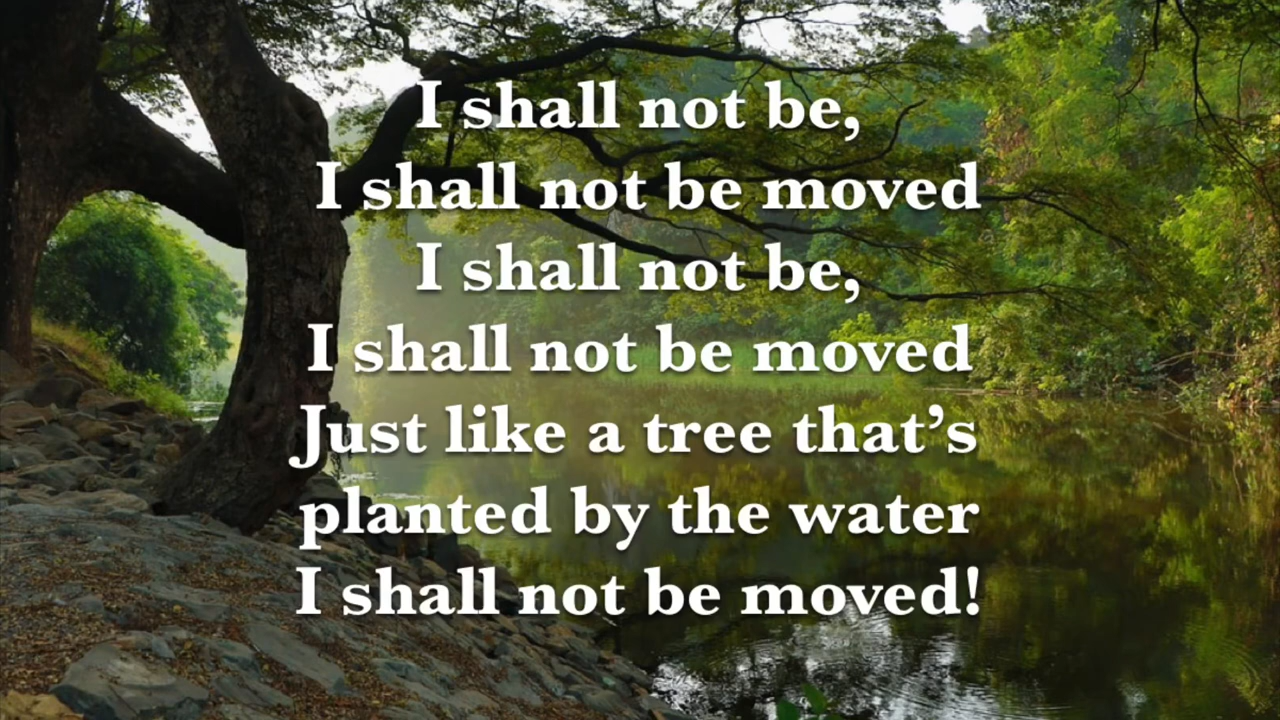 I shall not be,
I shall not be moved
I shall not be,
I shall not be moved
Just like a tree that’s
planted by the water
I shall not be moved!